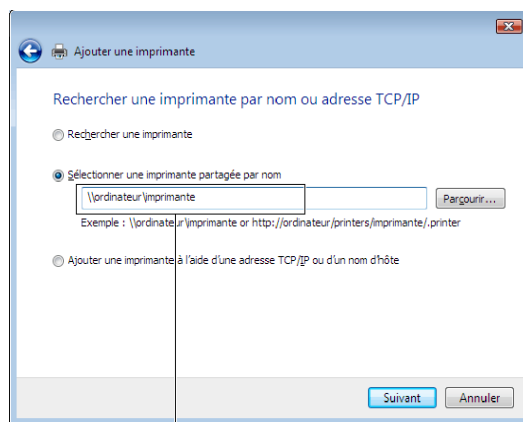 Ajouter une imprimante
Rechercher une imprimante par nom ou adresse TCP/IP
Rechercher une imprimante
Sélectionner une imprimante partagée par nom
\\ordinateur\imprimante
Parcourir...
Exemple : \\ordinateur\imprimante or http://ordinateur/printers/imprimante/.printer
Ajouter une imprimante à l'aide d'une adresse TCP/IP ou d'un nom d'hôte
Suivant
Annuler